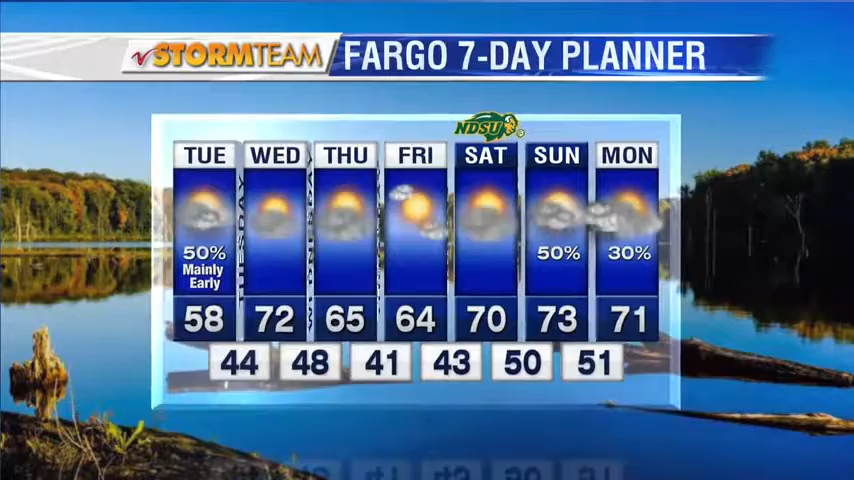 STORMTEAM
FARGO 7-DAY PLANNER
NDSU
TUE WED THU FRI SAT SUN MON
TUESDAY
50% 50% 30%
Mainly
Early
58 72 65 64 70 73 71
44 48 41 43 50 51